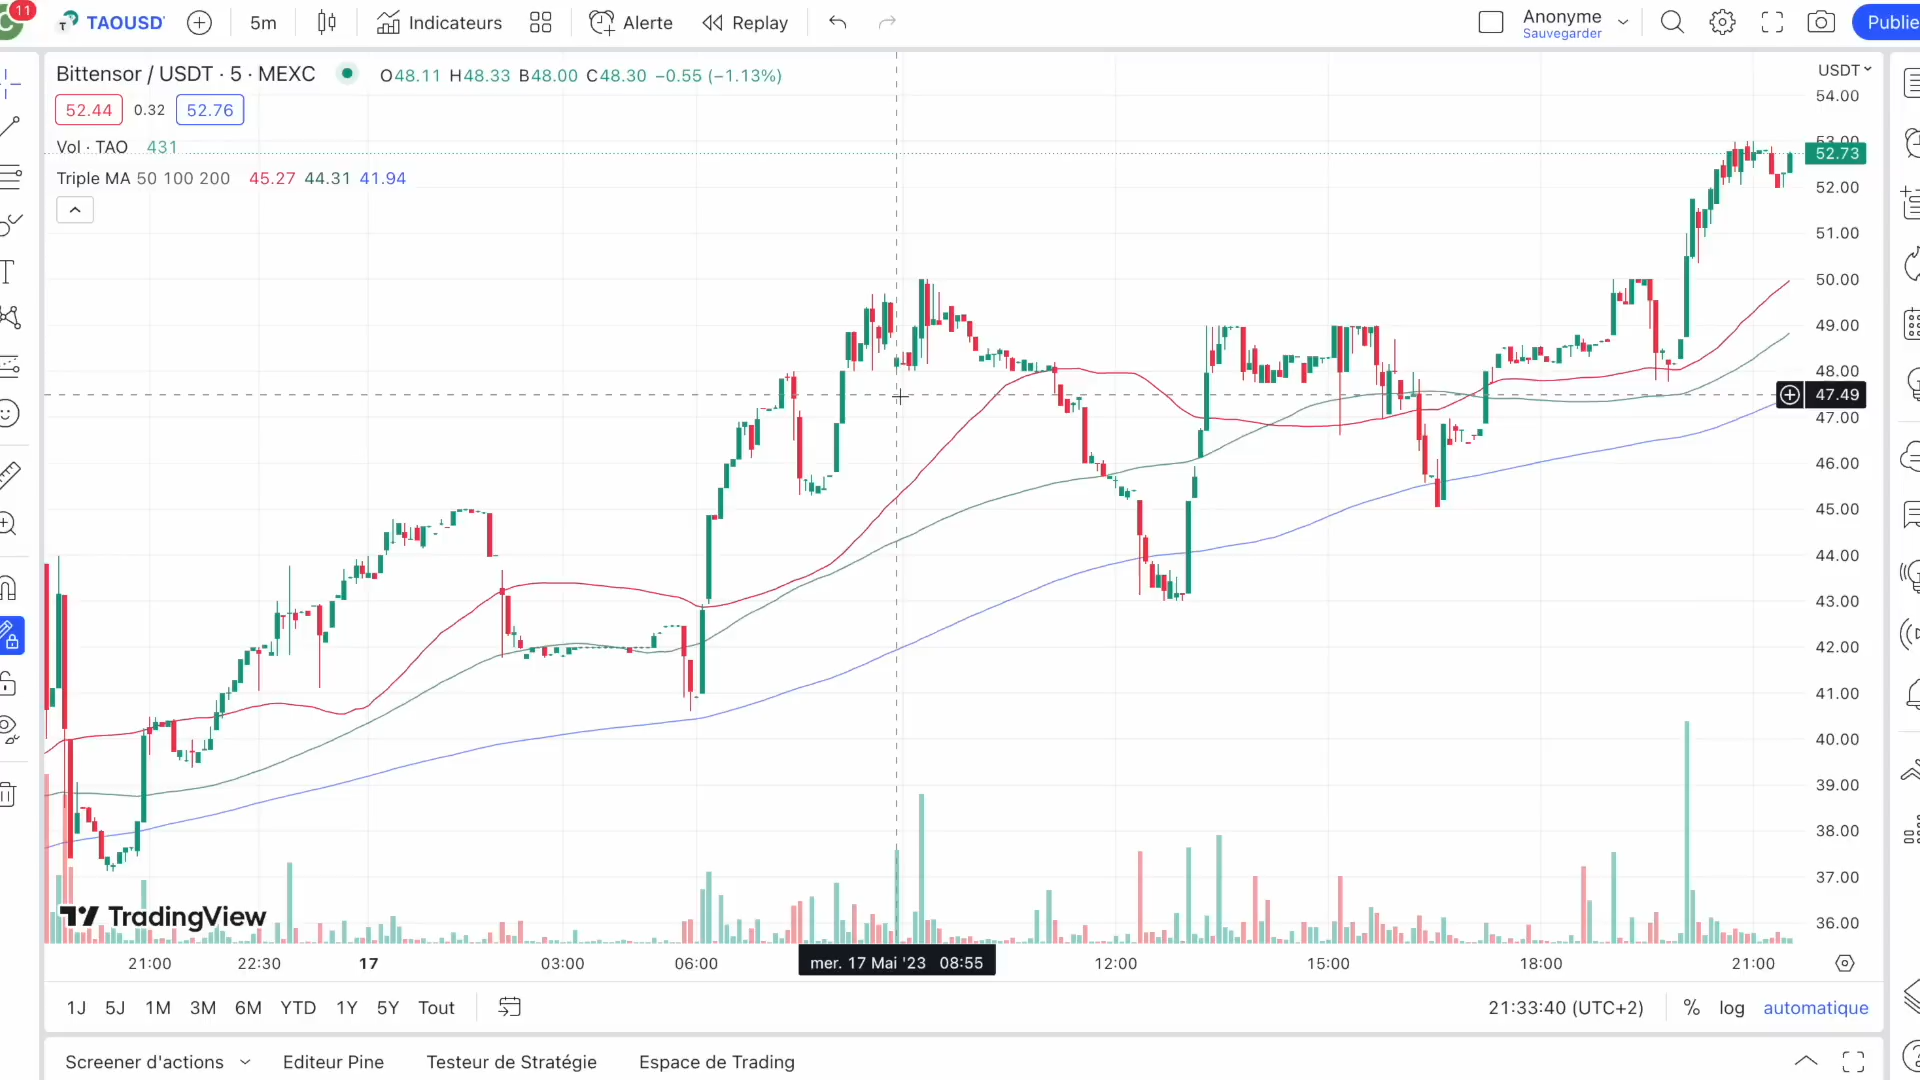 11
TAOUSD
5m
Indicateurs
Alerte
Replay
Anonyme
Sauvegarder
Publie
Bittensor / USDT · 5 · MEXC
O48.11 H48.33 B48.00 C48.30 −0.55 (−1.13%)
52.44 0.32 52.76
Vol · TAO 431
Triple MA 50 100 200 45.27 44.31 41.94
USDT
54.00
53.00
52.73
52.00
51.00
50.00
49.00
48.00
47.49
47.00
46.00
45.00
44.00
43.00
42.00
41.00
40.00
39.00
38.00
37.00
36.00
TradingView
21:00 22:30 17 03:00 06:00 mer. 17 Mai '23 08:55 12:00 15:00 18:00 21:00
1J 5J 1M 3M 6M YTD 1Y 5Y Tout
21:33:40 (UTC+2) % log automatique
Screener d'actions Editeur Pine Testeur de Stratégie Espace de Trading